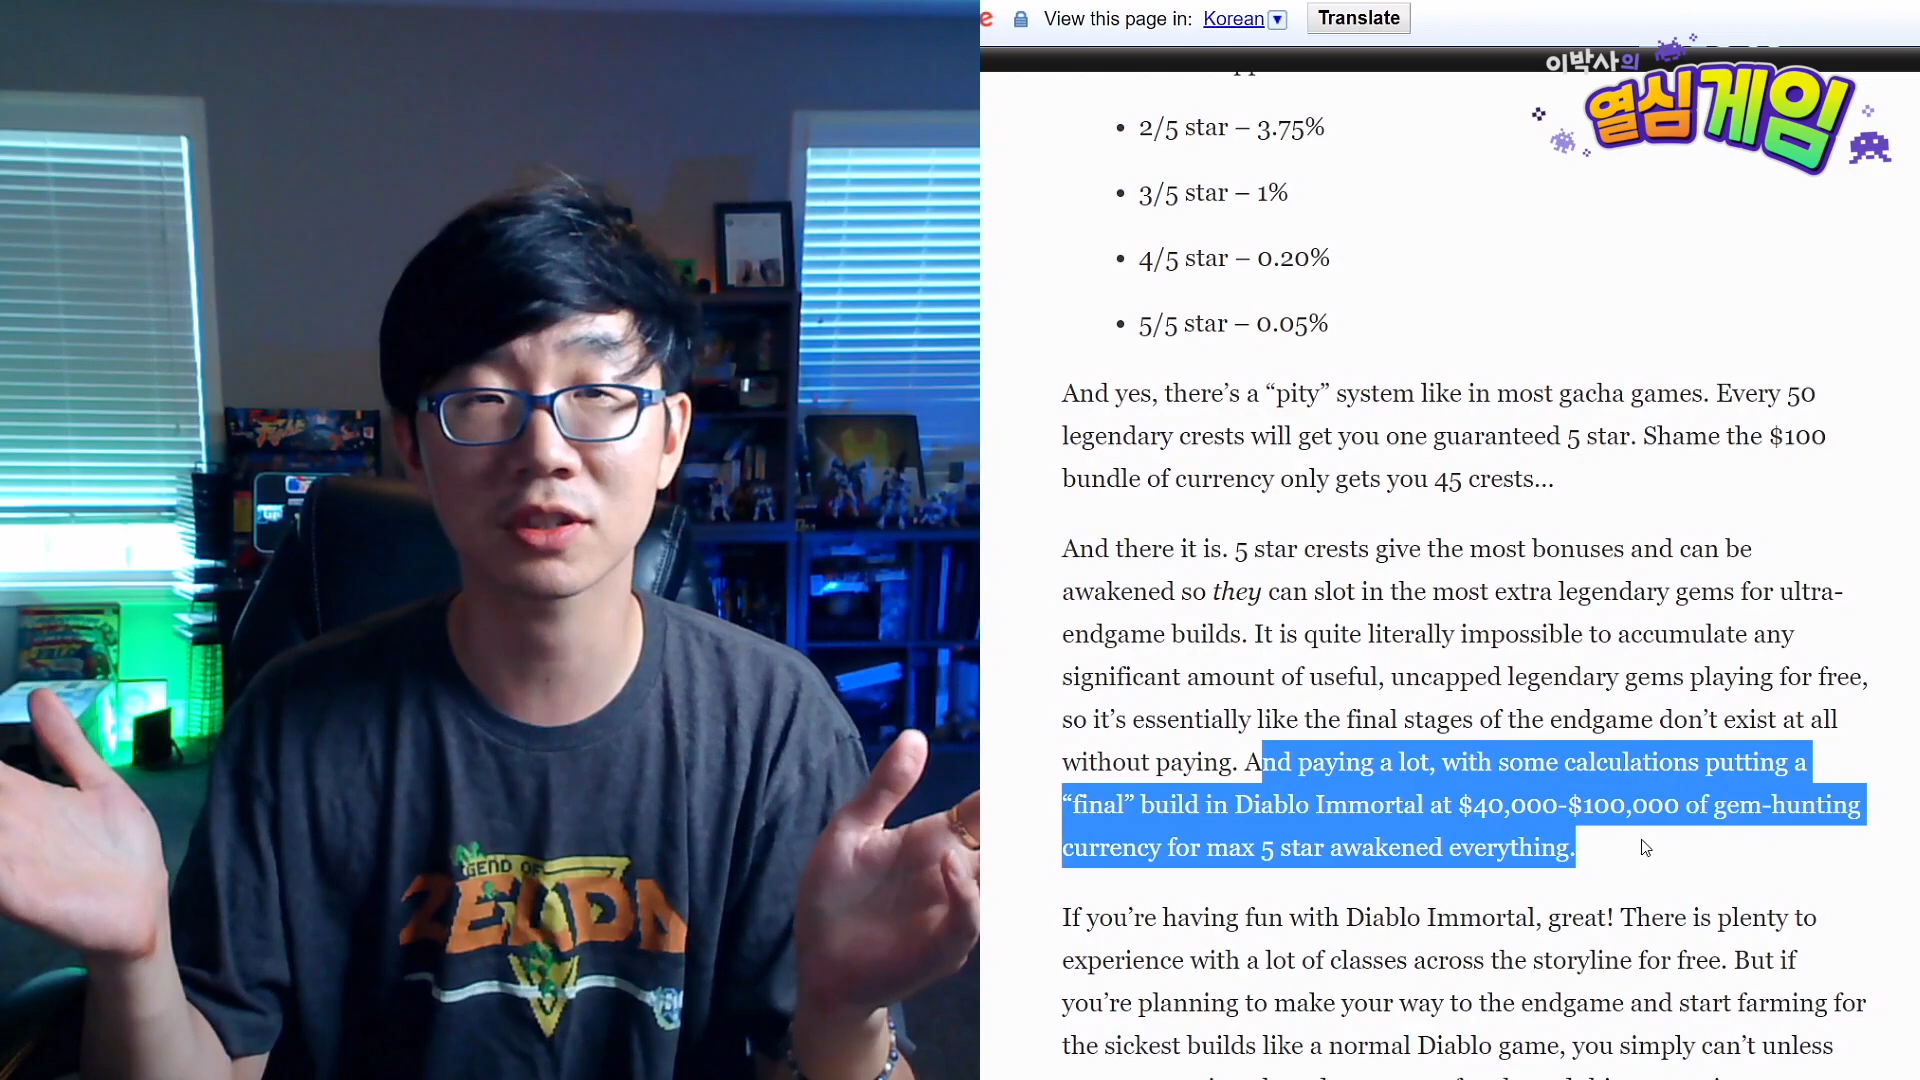 View this page in: Korean
Translate
이박사의
열심게임
2/5 star – 3.75%
3/5 star – 1%
4/5 star – 0.20%
5/5 star – 0.05%
And yes, there’s a “pity” system like in most gacha games. Every 50
legendary crests will get you one guaranteed 5 star. Shame the $100
bundle of currency only gets you 45 crests…
And there it is. 5 star crests give the most bonuses and can be
awakened so they can slot in the most extra legendary gems for ultra-
endgame builds. It is quite literally impossible to accumulate any
significant amount of useful, uncapped legendary gems playing for free,
so it’s essentially like the final stages of the endgame don’t exist at all
without paying. And paying a lot, with some calculations putting a
“final” build in Diablo Immortal at $40,000-$100,000 of gem-hunting
currency for max 5 star awakened everything.
If you’re having fun with Diablo Immortal, great! There is plenty to
experience with a lot of classes across the storyline for free. But if
you’re planning to make your way to the endgame and start farming for
the sickest builds like a normal Diablo game, you simply can’t unless
LEGEND OF
ZELDA